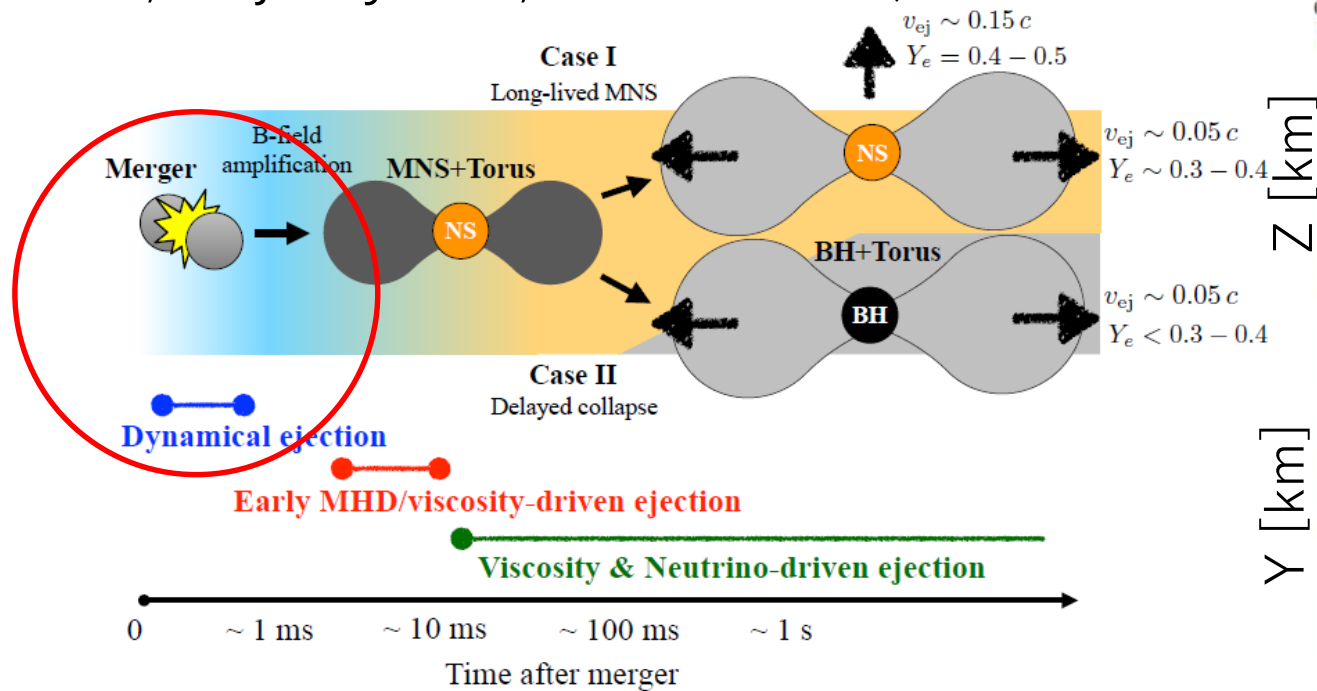 v_ej ~ 0.15 c
Y_e = 0.4 − 0.5
Case I
Long-lived MNS
B-field
amplification
Merger
MNS+Torus
NS
NS
v_ej ~ 0.05 c
Y_e ~ 0.3 − 0.4
Z [km]
BH+Torus
BH
v_ej ~ 0.05 c
Y_e < 0.3 − 0.4
Case II
Delayed collapse
Dynamical ejection
Early MHD/viscosity-driven ejection
Viscosity & Neutrino-driven ejection
Y [km]
0 ~ 1 ms ~ 10 ms ~ 100 ms ~ 1 s
Time after merger